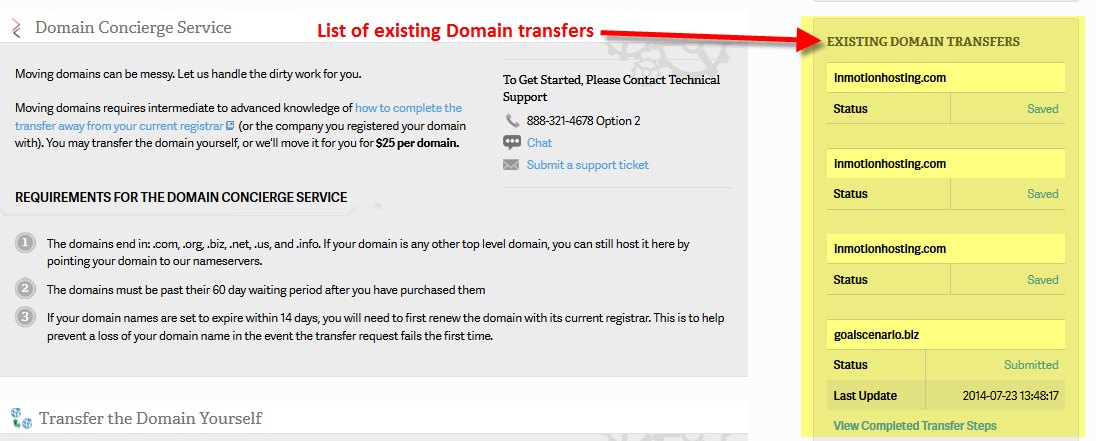 Domain Concierge Service
List of existing Domain transfers
Moving domains can be messy. Let us handle the dirty work for you.
Moving domains requires intermediate to advanced knowledge of how to complete the
transfer away from your current registrar (or the company you registered your domain
with). You may transfer the domain yourself, or we'll move it for you for $25 per domain.
To Get Started, Please Contact Technical
Support
888-321-4678 Option 2
Chat
Submit a support ticket
REQUIREMENTS FOR THE DOMAIN CONCIERGE SERVICE
1 The domains end in: .com, .org, .biz, .net, .us, and .info. If your domain is any other top level domain, you can still host it here by
pointing your domain to our nameservers.
2 The domains must be past their 60 day waiting period after you have purchased them
3 If your domain names are set to expire within 14 days, you will need to first renew the domain with its current registrar. This is to help
prevent a loss of your domain name in the event the transfer request fails the first time.
Transfer the Domain Yourself
EXISTING DOMAIN TRANSFERS
inmotionhosting.com
Status Saved
inmotionhosting.com
Status Saved
inmotionhosting.com
Status Saved
goalscenario.biz
Status Submitted
Last Update 2014-07-23 13:48:17
View Completed Transfer Steps